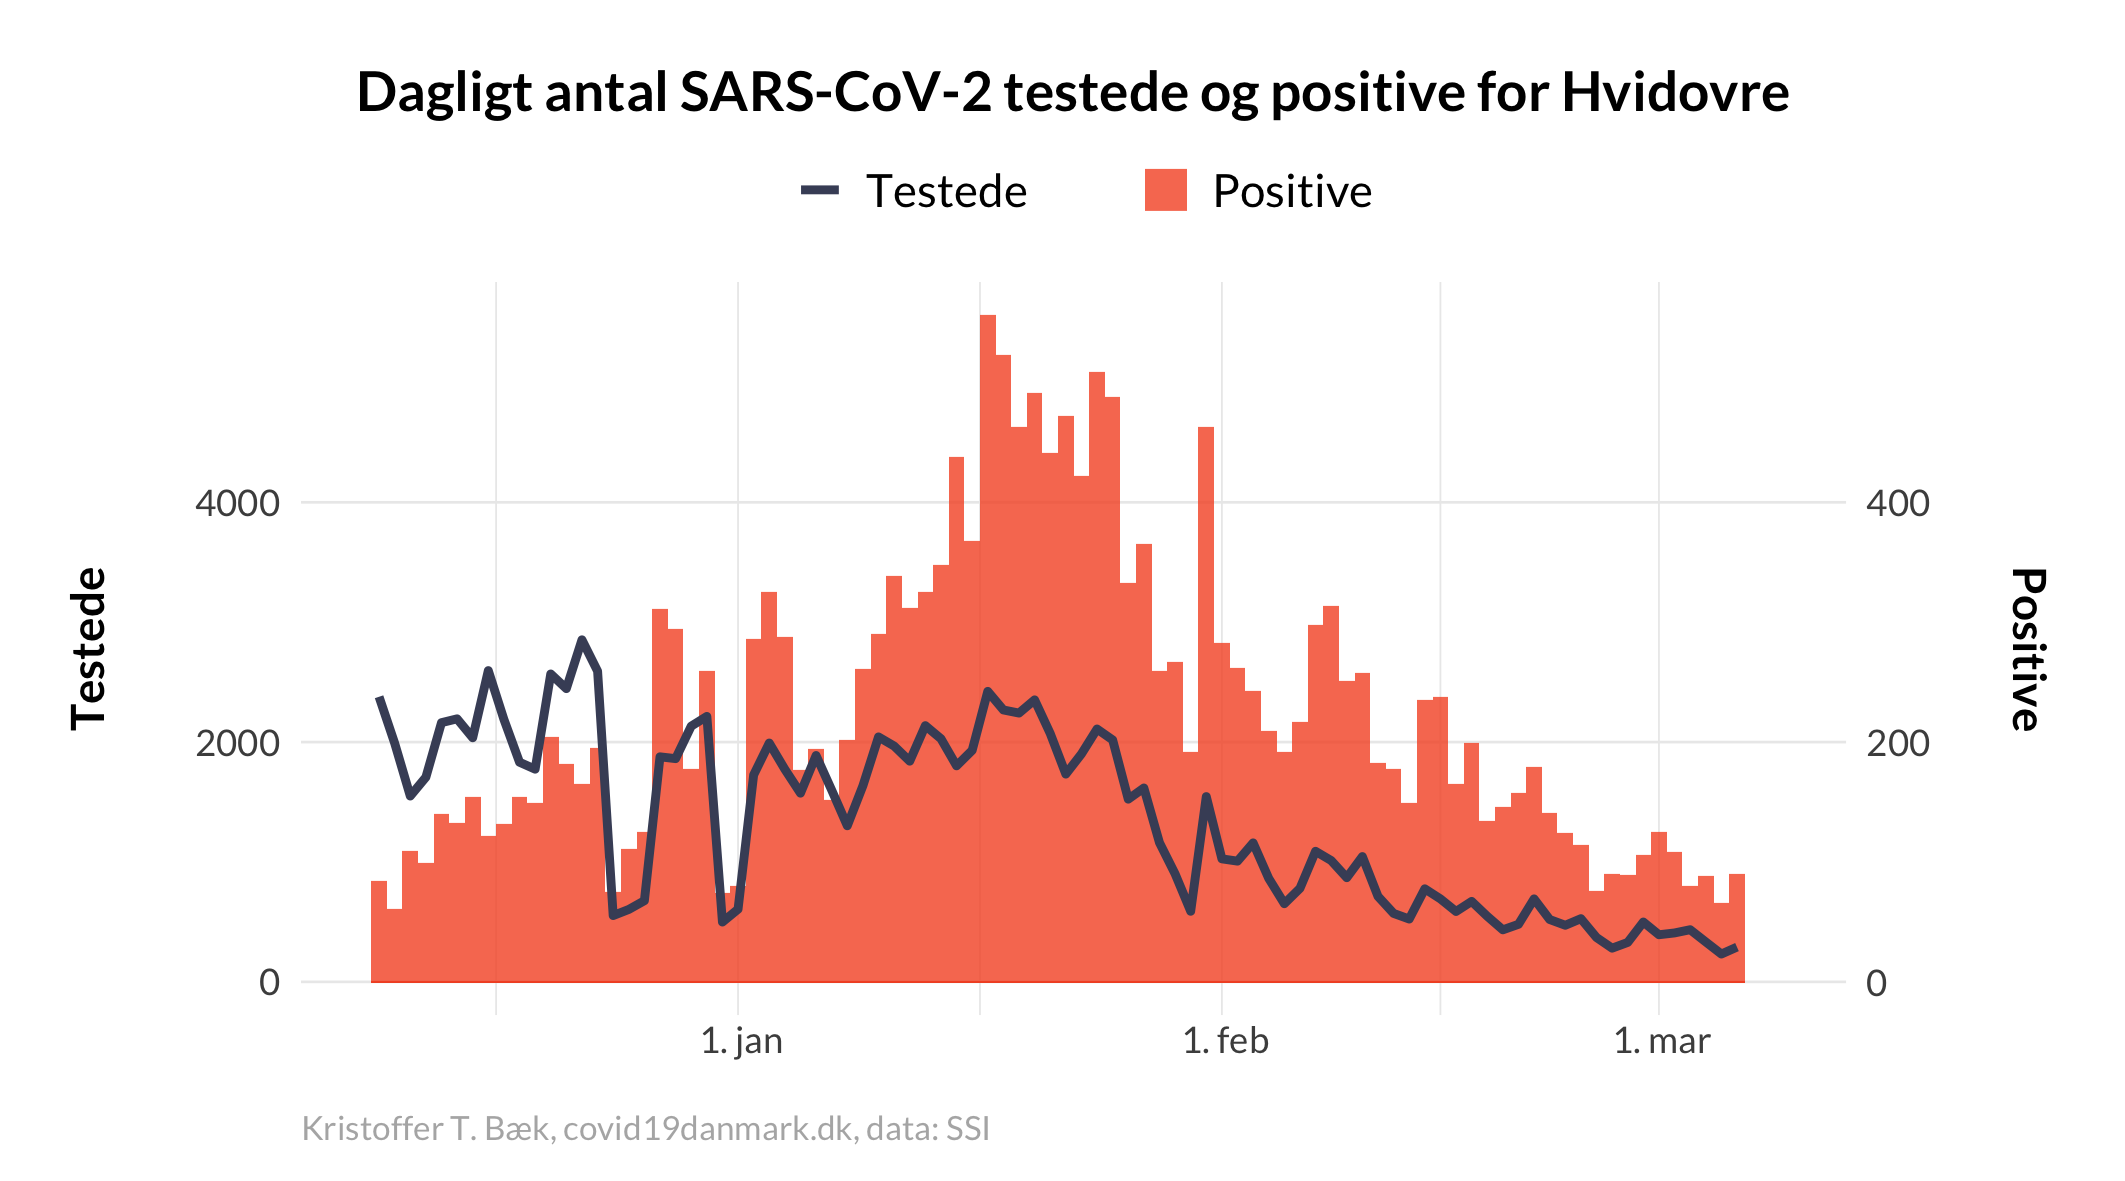 Dagligt antal SARS-CoV-2 testede og positive for Hvidovre
Testede
Positive
Testede
4000
2000
0
400
200
0
Positive
1. jan
1. feb
1. mar
Kristoffer T. Bæk, covid19danmark.dk, data: SSI